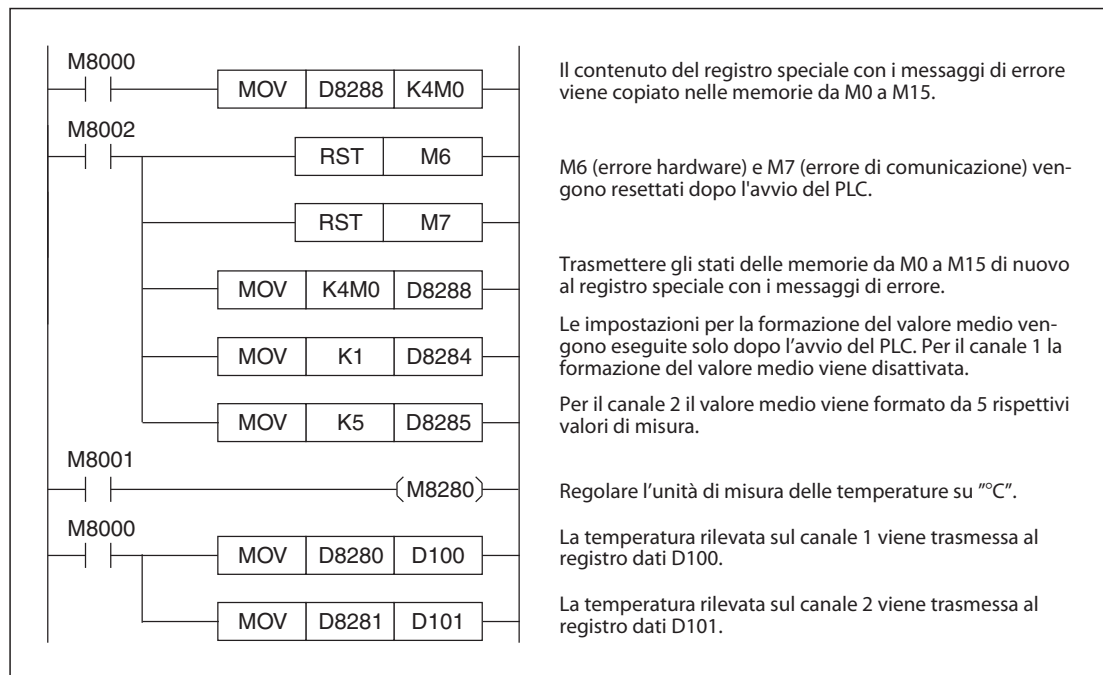 M8000
MOV D8288 K4M0
Il contenuto del registro speciale con i messaggi di errore
viene copiato nelle memorie da M0 a M15.
M8002
RST M6
M6 (errore hardware) e M7 (errore di comunicazione) ven-
gono resettati dopo l'avvio del PLC.
RST M7
MOV K4M0 D8288
Trasmettere gli stati delle memorie da M0 a M15 di nuovo
al registro speciale con i messaggi di errore.
MOV K1 D8284
Le impostazioni per la formazione del valore medio ven-
gono eseguite solo dopo l’avvio del PLC. Per il canale 1 la
formazione del valore medio viene disattivata.
MOV K5 D8285
Per il canale 2 il valore medio viene formato da 5 rispettivi
valori di misura.
M8001
M8280
Regolare l’unità di misura delle temperature su "°C".
M8000
MOV D8280 D100
La temperatura rilevata sul canale 1 viene trasmessa al
registro dati D100.
MOV D8281 D101
La temperatura rilevata sul canale 2 viene trasmessa al
registro dati D101.